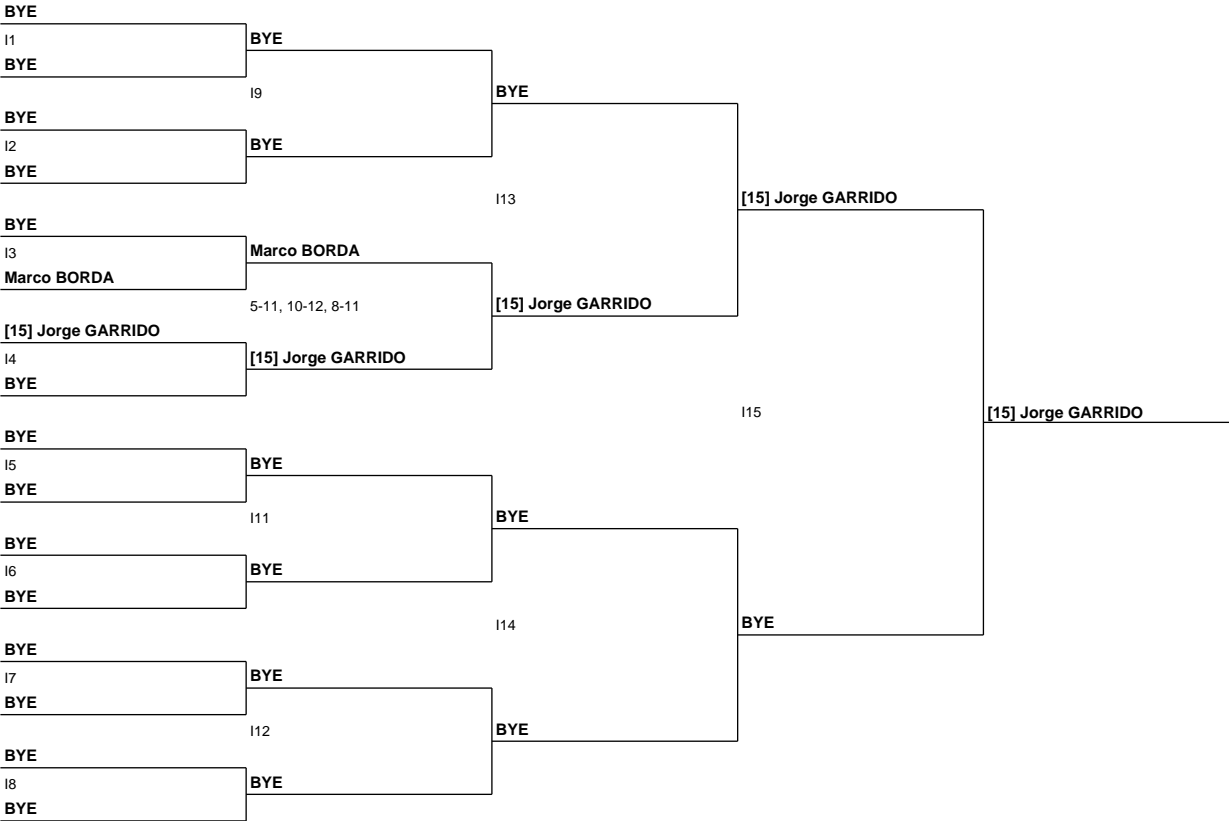 BYE
I1
BYE
BYE
I9
BYE
BYE
I2
BYE
BYE
I13
[15] Jorge GARRIDO
BYE
I3
Marco BORDA
Marco BORDA
5-11, 10-12, 8-11
[15] Jorge GARRIDO
[15] Jorge GARRIDO
I4
[15] Jorge GARRIDO
BYE
I15
[15] Jorge GARRIDO
BYE
I5
BYE
BYE
I11
BYE
BYE
I6
BYE
BYE
I14
BYE
BYE
I7
BYE
BYE
I12
BYE
BYE
I8
BYE
BYE